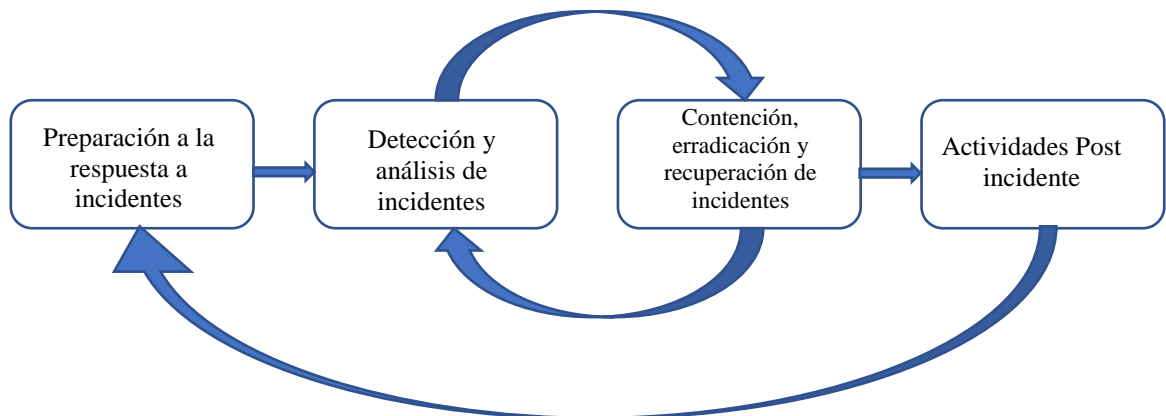 Preparación a la
respuesta a
incidentes
Detección y
análisis de
incidentes
Contención,
erradicación y
recuperación de
incidentes
Actividades Post
incidente